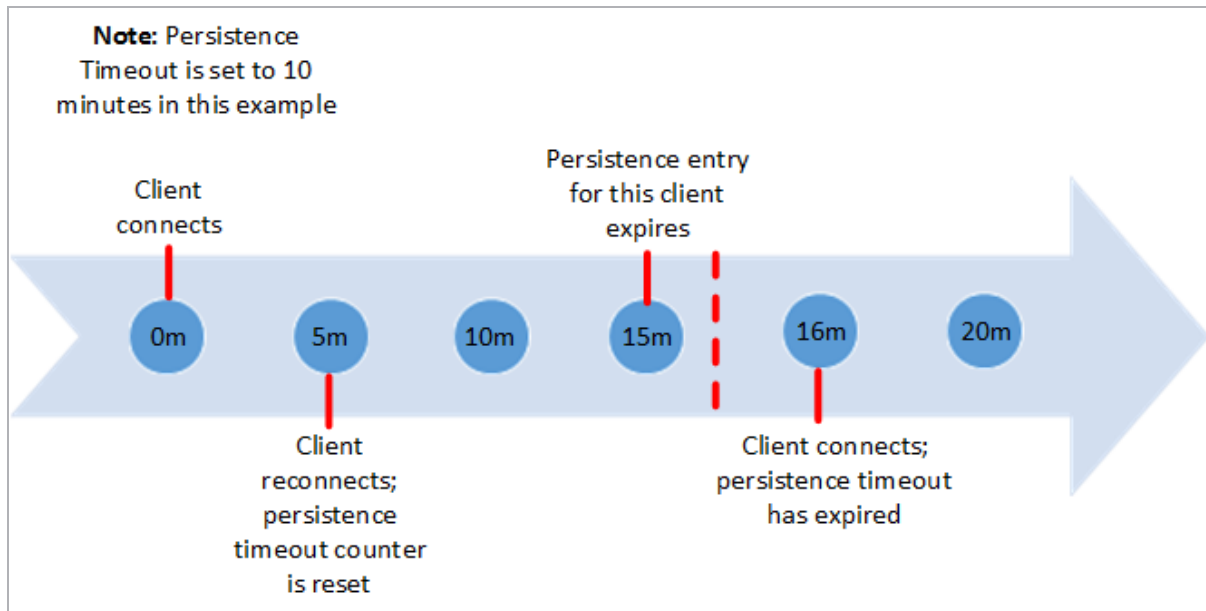 Note: Persistence
Timeout is set to 10
minutes in this example
Client
connects
Persistence entry
for this client
expires
0m
5m
10m
15m
16m
20m
Client
reconnects;
persistence
timeout counter
is reset
Client connects;
persistence timeout
has expired